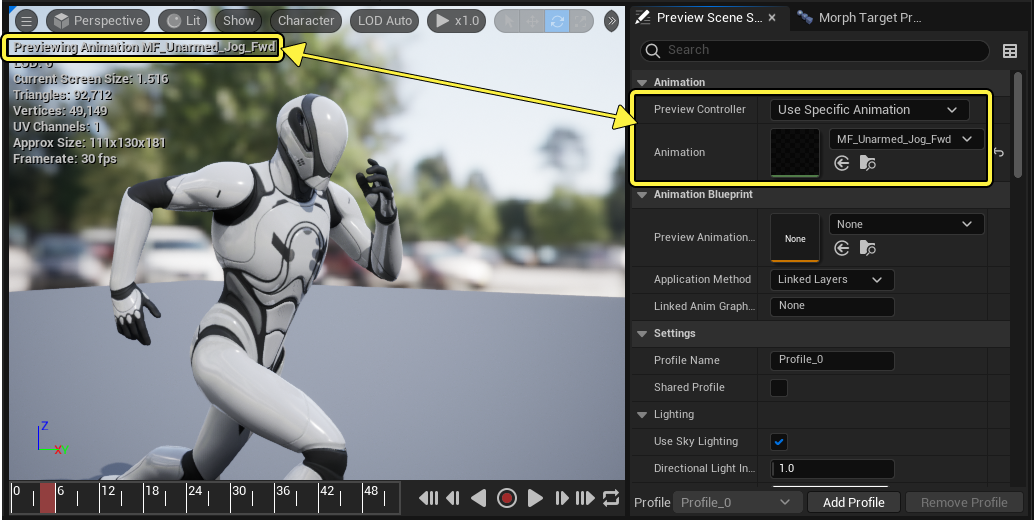 Perspective
Lit
Show
Character
LOD Auto
x1.0
Previewing Animation MF_Unarmed_Jog_Fwd
LOD: 0
Current Screen Size: 1.516
Triangles: 92,712
Vertices: 49,149
UV Channels: 1
Approx Size: 111x130x181
Framerate: 30 fps
Z
X
0 6 12 18 24 30 36 42 48
Preview Scene S...
Morph Target Pr...
Search
Animation
Preview Controller
Use Specific Animation
Animation
MF_Unarmed_Jog_Fwd
Animation Blueprint
Preview Animation...
None
None
Application Method
Linked Layers
Linked Anim Graph...
None
Settings
Profile Name
Profile_0
Shared Profile
Lighting
Use Sky Lighting
Directional Light In...
1.0
Profile
Profile_0
Add Profile
Remove Profile